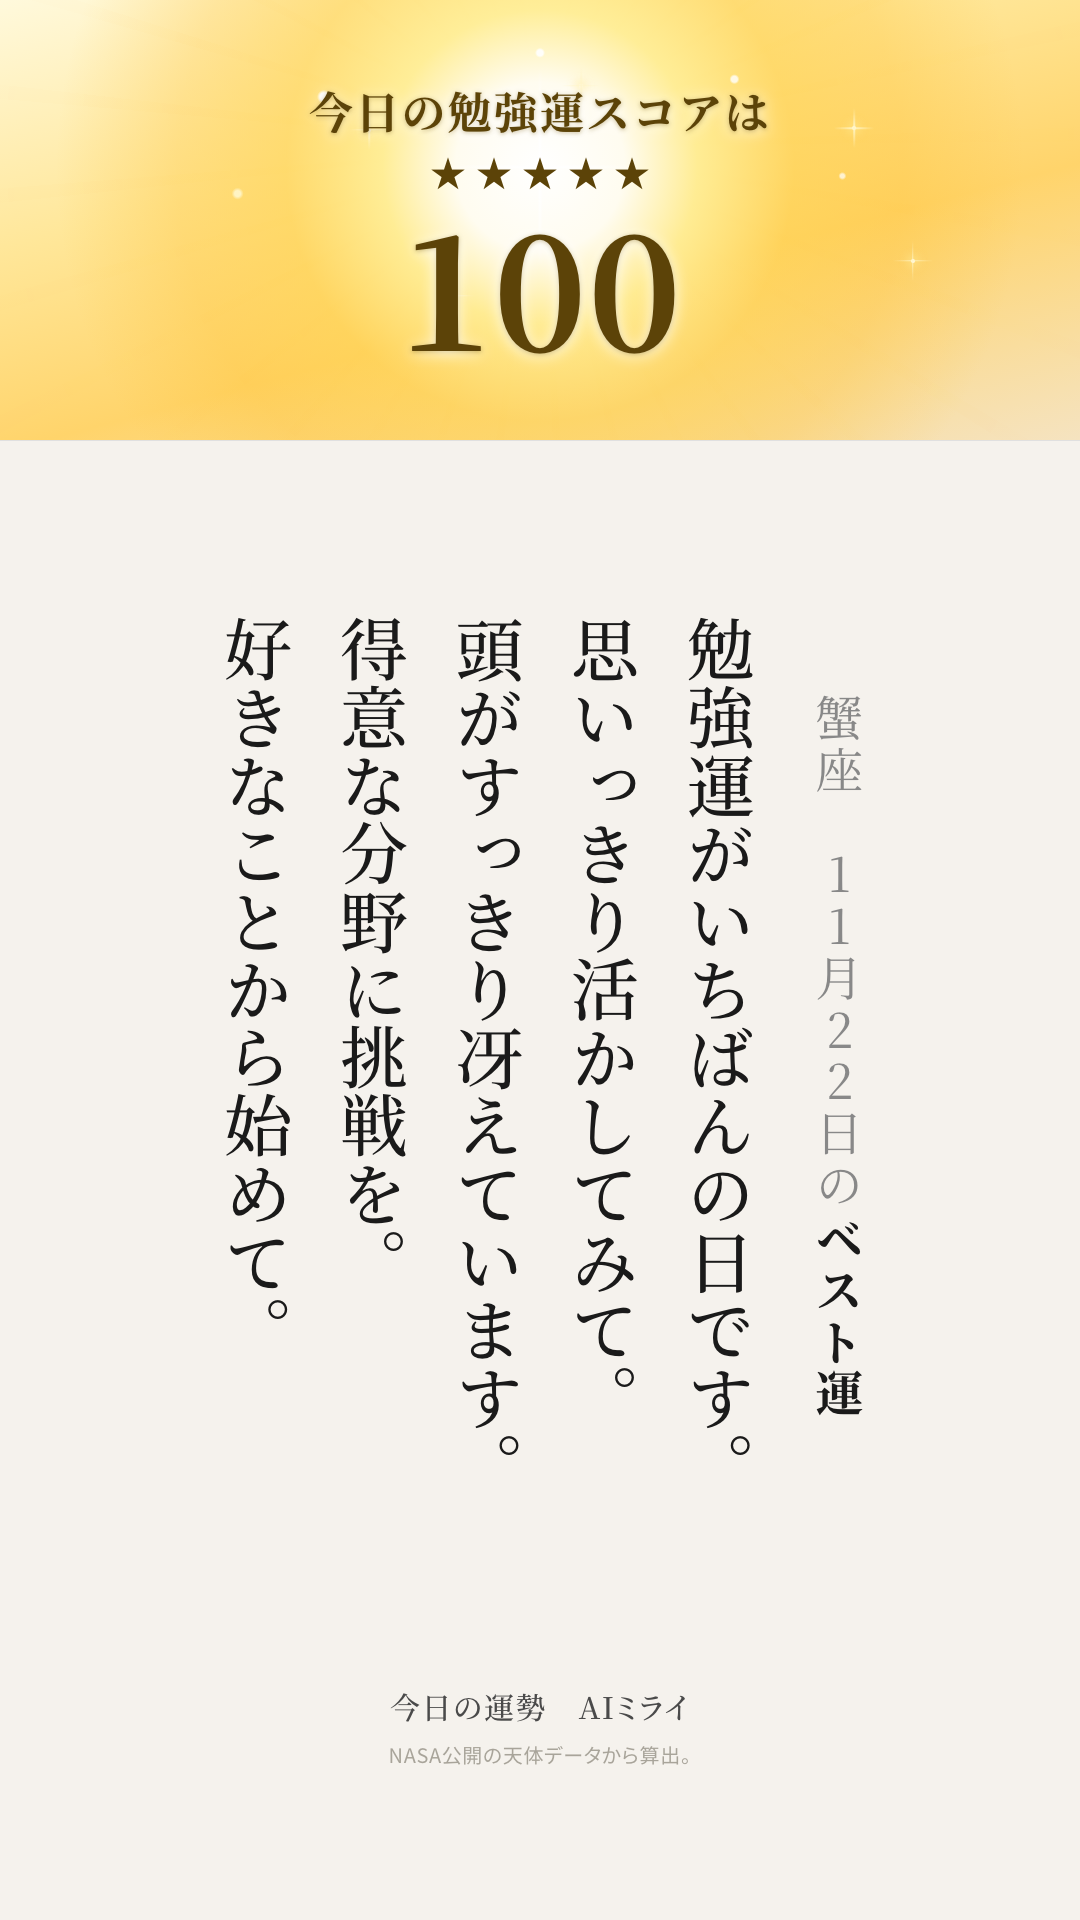 今日の勉強運スコアは
★★★★★
100
蟹座　11月22日のベスト運
勉強運がいちばんの日です。
思いっきり活かしてみて。
頭がすっきり冴えています。
得意な分野に挑戦を。
好きなことから始めて。
今日の運勢　AIミライ
NASA公開の天体データから算出。